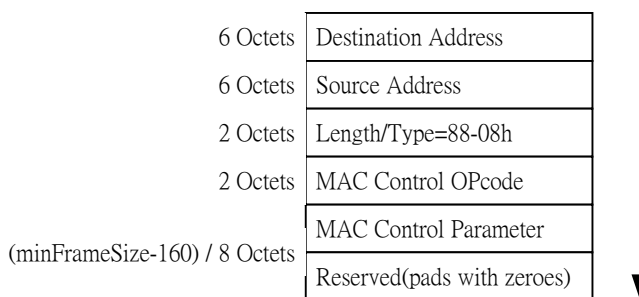 6 Octets Destination Address
6 Octets Source Address
2 Octets Length/Type=88-08h
2 Octets MAC Control OPcode
MAC Control Parameter
(minFrameSize-160) / 8 Octets
Reserved(pads with zeroes)